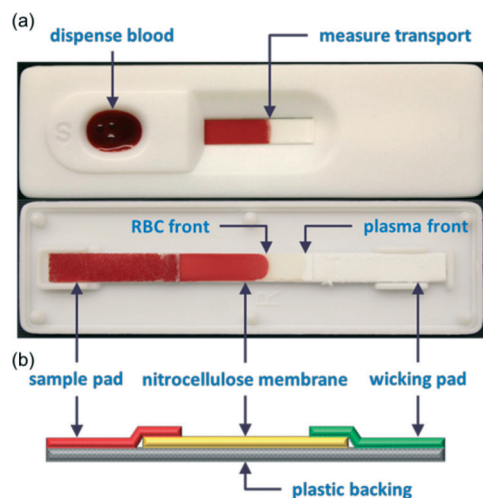 (a)
dispense blood
measure transport
S
RBC front
plasma front
(b)
sample pad
nitrocellulose membrane
wicking pad
plastic backing